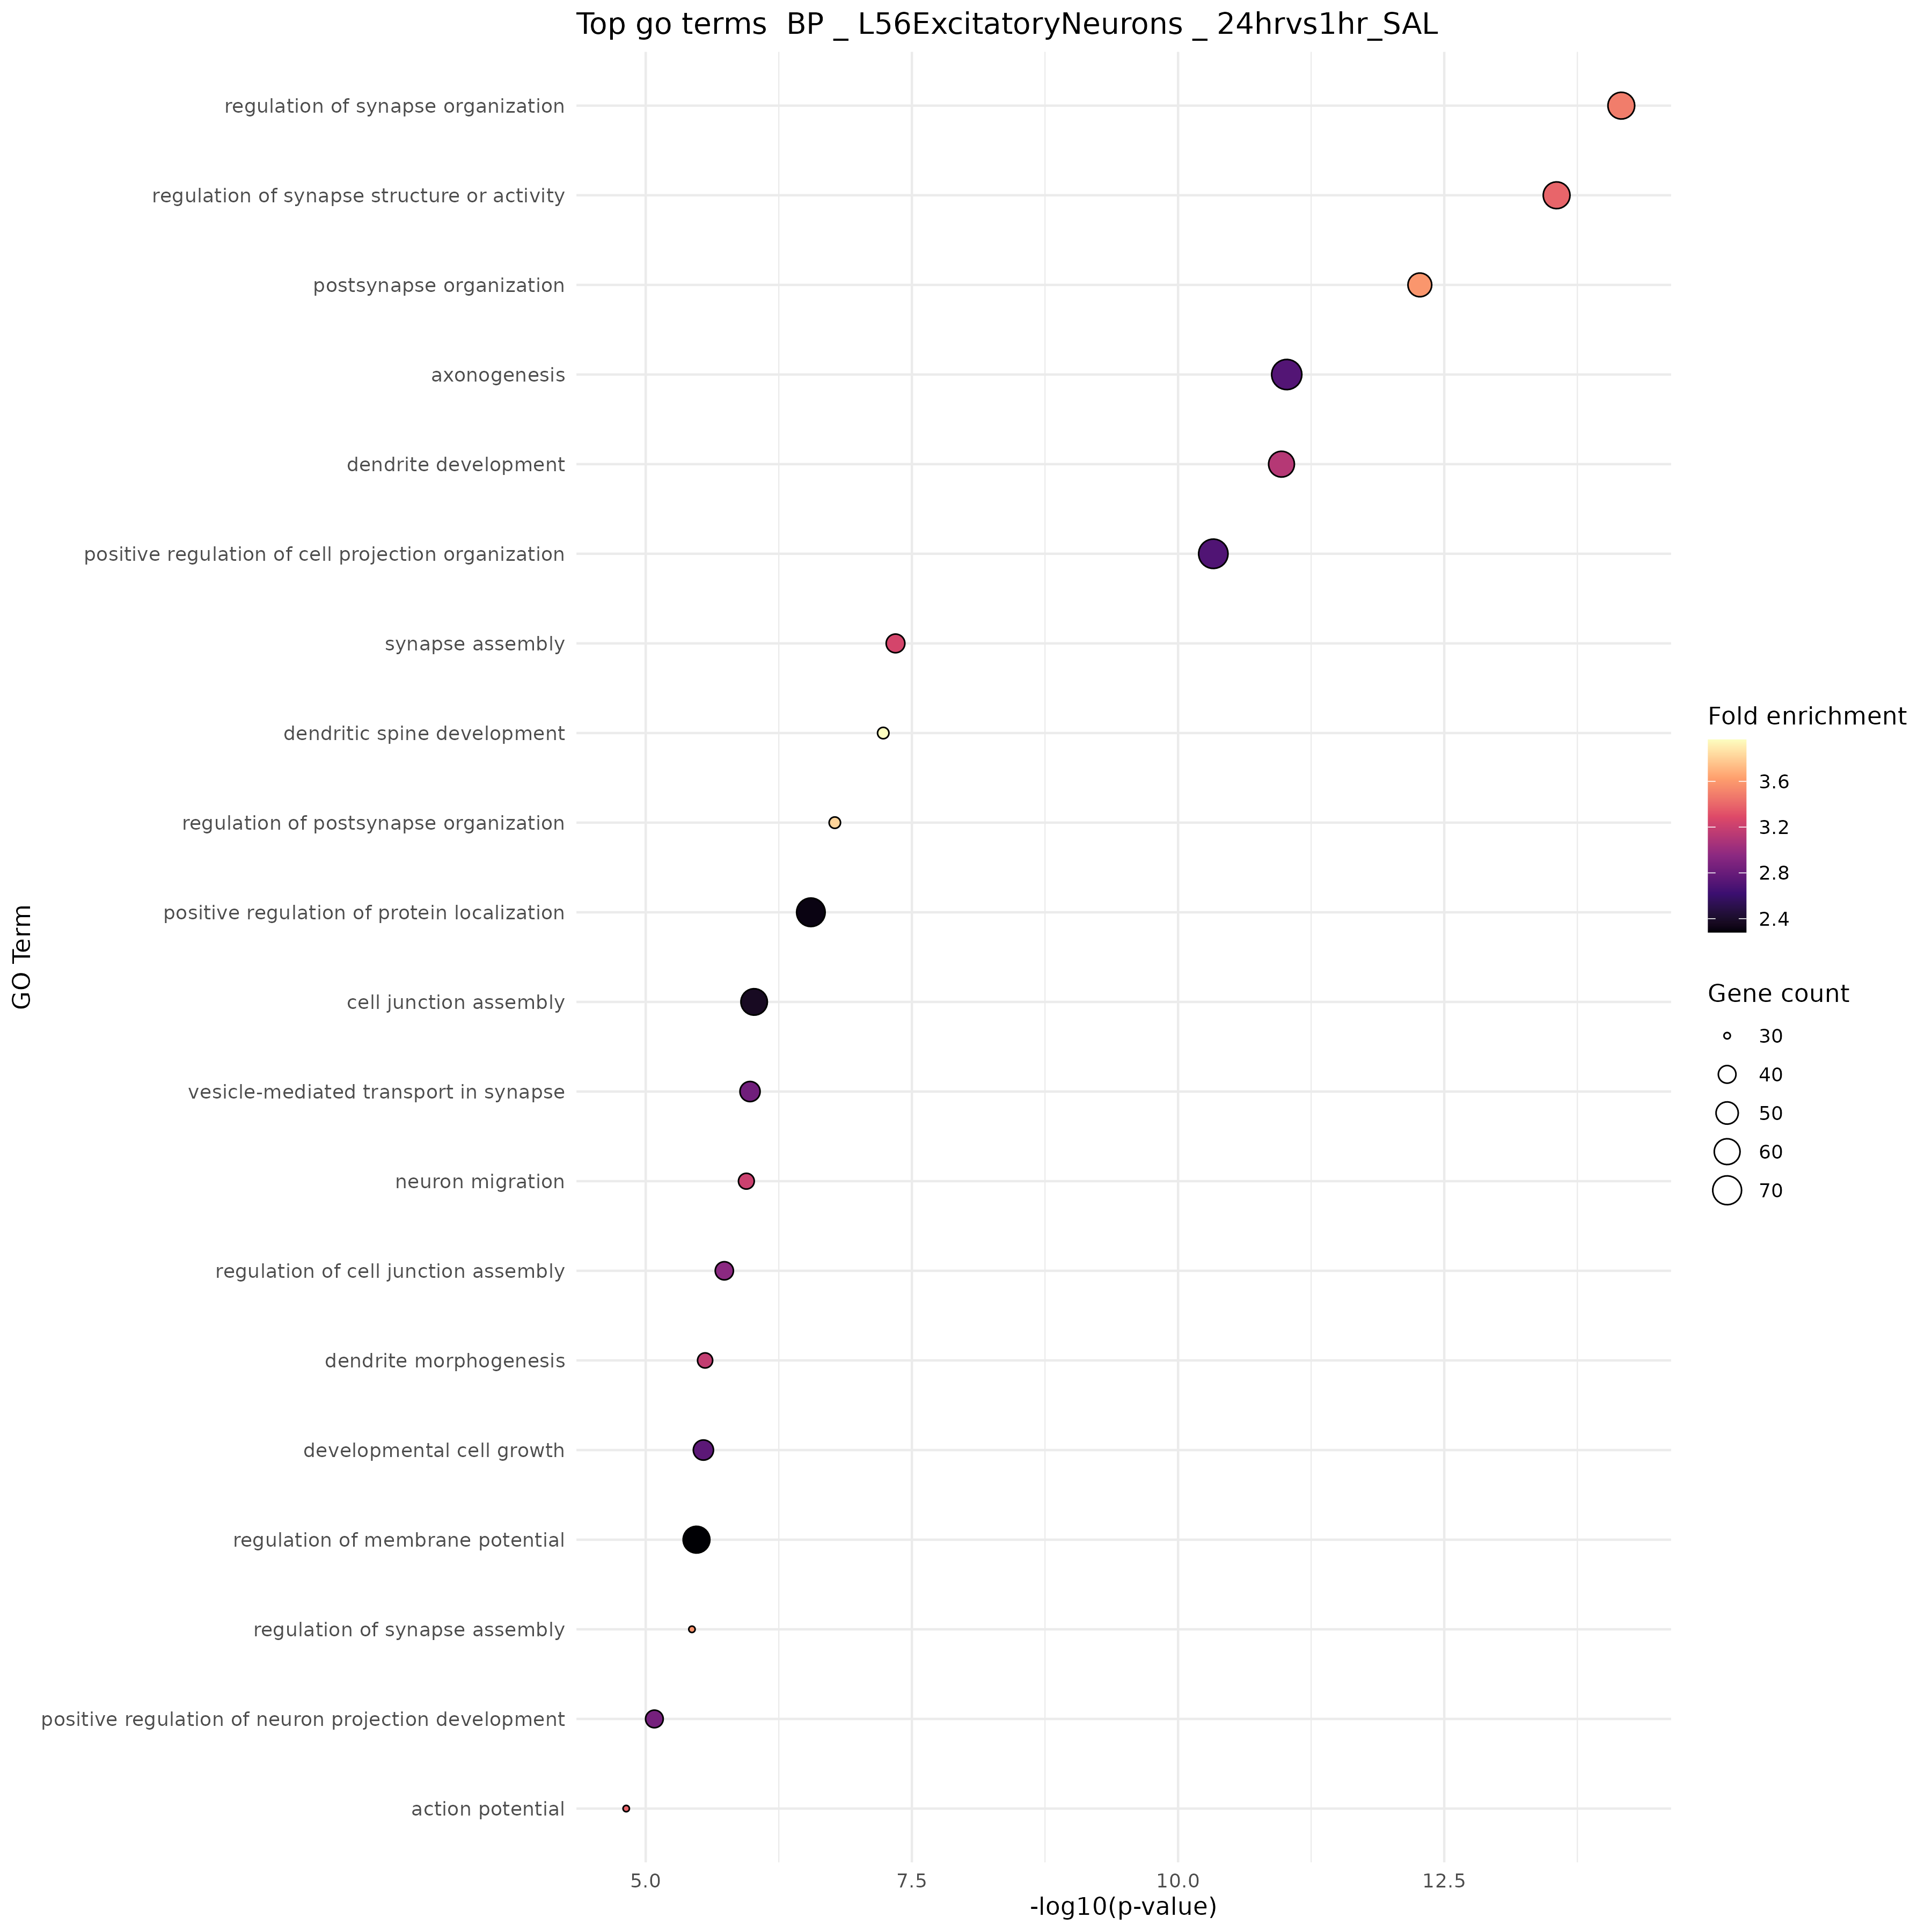 Top go terms  BP _ L56ExcitatoryNeurons _ 24hrvs1hr_SAL
regulation of synapse organization
regulation of synapse structure or activity
postsynapse organization
axonogenesis
dendrite development
positive regulation of cell projection organization
synapse assembly
dendritic spine development
regulation of postsynapse organization
positive regulation of protein localization
cell junction assembly
vesicle-mediated transport in synapse
neuron migration
regulation of cell junction assembly
dendrite morphogenesis
developmental cell growth
regulation of membrane potential
regulation of synapse assembly
positive regulation of neuron projection development
action potential
GO Term
5.0
7.5
10.0
12.5
-log10(p-value)
Fold enrichment
3.6
3.2
2.8
2.4
Gene count
30
40
50
60
70